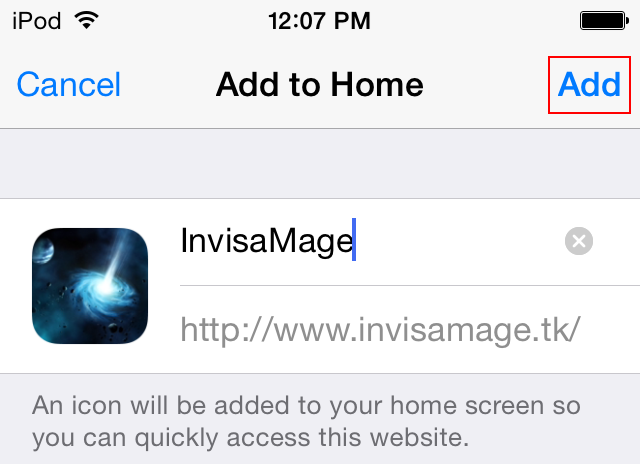 iPod 12:07 PM
Cancel Add to Home Add
InvisaMage
http://www.invisamage.tk/
An icon will be added to your home screen so
you can quickly access this website.